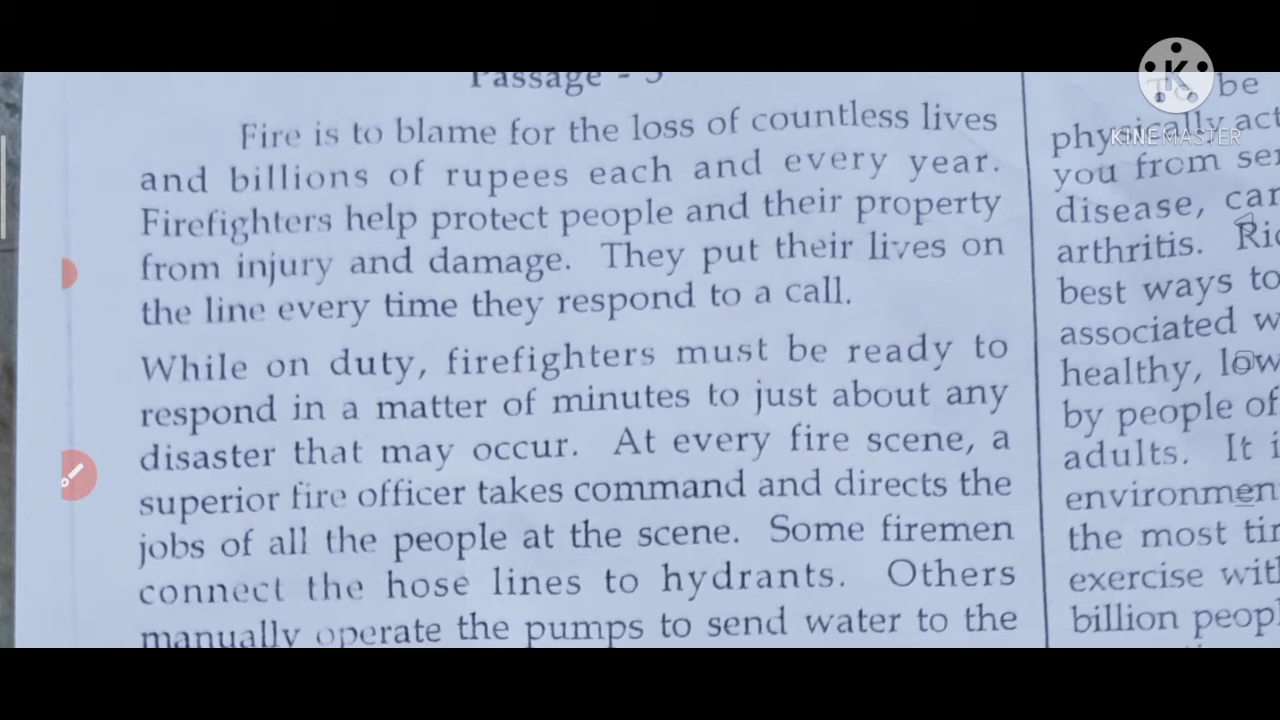 Passage -
Fire is to blame for the loss of countless lives
and billions of rupees each and every year.
Firefighters help protect people and their property
from injury and damage. They put their lives on
the line every time they respond to a call.
While on duty, firefighters must be ready to
respond in a matter of minutes to just about any
disaster that may occur. At every fire scene, a
superior fire officer takes command and directs the
jobs of all the people at the scene. Some firemen
connect the hose lines to hydrants. Others
manually operate the pumps to send water to the
be
physically act
you from ser
disease, car
arthritis. Ric
best ways to
associated w
healthy, low
by people of
adults. It i
environmen
the most tir
exercise wit
billion peopl
K
KINEMASTER